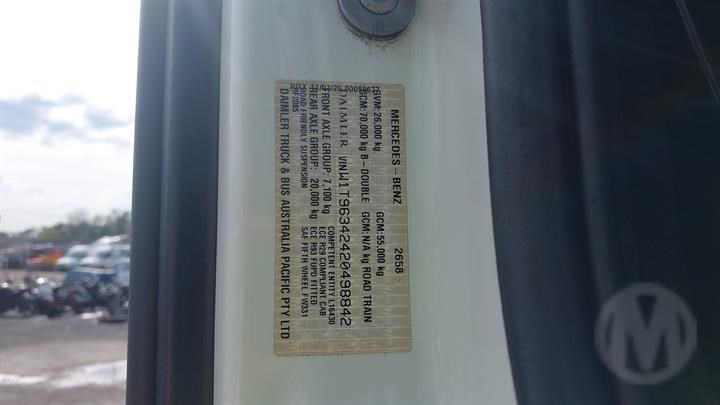 MERCEDES-BENZ 2658
GVM:26,000 kg GCM:55,000 kg
GCM:70,000 kg B-DOUBLE GCM:N/A kg ROAD TRAIN
DAIMLER VIN W1T96342420498842
FRONT AXLE GROUP: 7,100 kg COMPETENT ENTITY L16430
REAR AXLE GROUP: 20,000 kg ECE R29 COMPLIANT CAB
ECE R93 FUPD FITTED
ROAD FRIENDLY SUSPENSION SAF FIFTH WHEEL FW331
DAIMLER TRUCK & BUS AUSTRALIA PACIFIC PTY LTD
M